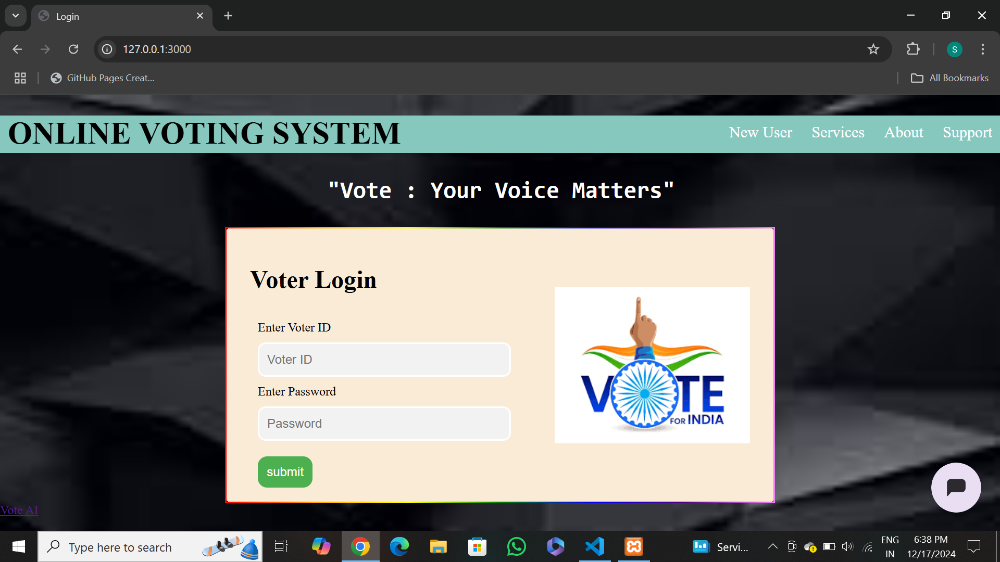 Login
127.0.0.1:3000
S
GitHub Pages Creat...
All Bookmarks
ONLINE VOTING SYSTEM
New User Services About Support
"Vote : Your Voice Matters"
Voter Login
Enter Voter ID
Voter ID
Enter Password
Password
submit
VOTE
FOR INDIA
Vote AI
Type here to search
Servi...
ENG
IN
6:38 PM
12/17/2024